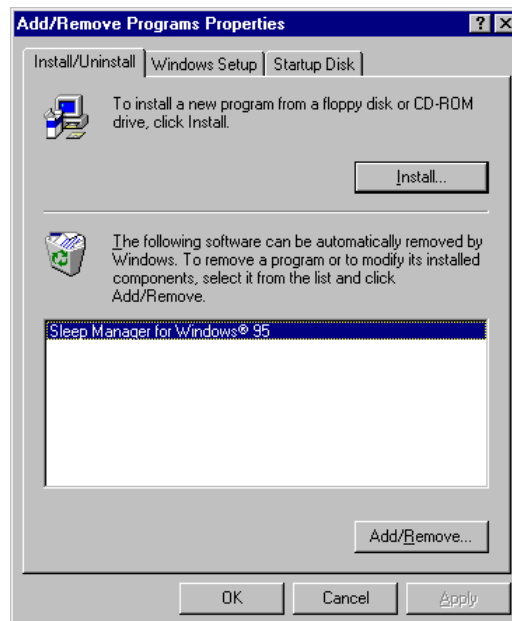 Add/Remove Programs Properties
Install/Uninstall
Windows Setup
Startup Disk
To install a new program from a floppy disk or CD-ROM
drive, click Install.
Install...
The following software can be automatically removed by
Windows. To remove a program or to modify its installed
components, select it from the list and click
Add/Remove.
Sleep Manager for Windows® 95
Add/Remove...
OK
Cancel
Apply